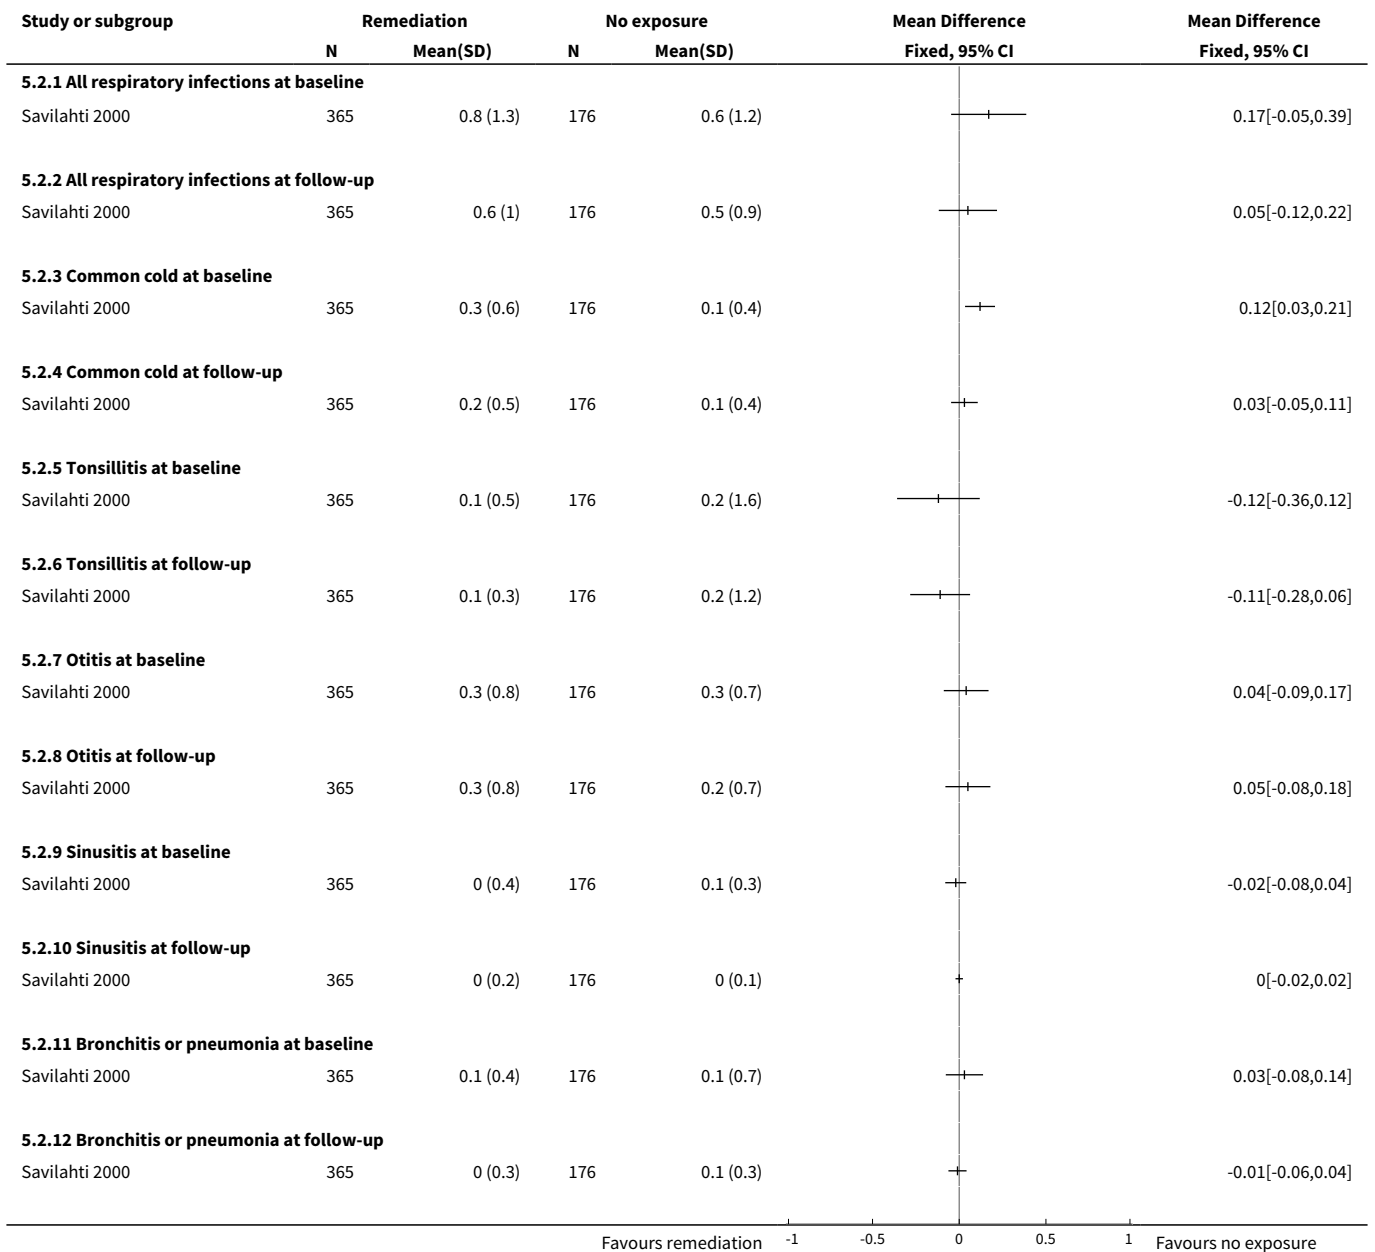 Study or subgroup Remediation No exposure Mean Difference Mean Difference
N Mean(SD) N Mean(SD) Fixed, 95% CI Fixed, 95% CI
5.2.1 All respiratory infections at baseline
Savilahti 2000 365 0.8 (1.3) 176 0.6 (1.2) 0.17[-0.05,0.39]
5.2.2 All respiratory infections at follow-up
Savilahti 2000 365 0.6 (1) 176 0.5 (0.9) 0.05[-0.12,0.22]
5.2.3 Common cold at baseline
Savilahti 2000 365 0.3 (0.6) 176 0.1 (0.4) 0.12[0.03,0.21]
5.2.4 Common cold at follow-up
Savilahti 2000 365 0.2 (0.5) 176 0.1 (0.4) 0.03[-0.05,0.11]
5.2.5 Tonsillitis at baseline
Savilahti 2000 365 0.1 (0.5) 176 0.2 (1.6) -0.12[-0.36,0.12]
5.2.6 Tonsillitis at follow-up
Savilahti 2000 365 0.1 (0.3) 176 0.2 (1.2) -0.11[-0.28,0.06]
5.2.7 Otitis at baseline
Savilahti 2000 365 0.3 (0.8) 176 0.3 (0.7) 0.04[-0.09,0.17]
5.2.8 Otitis at follow-up
Savilahti 2000 365 0.3 (0.8) 176 0.2 (0.7) 0.05[-0.08,0.18]
5.2.9 Sinusitis at baseline
Savilahti 2000 365 0 (0.4) 176 0.1 (0.3) -0.02[-0.08,0.04]
5.2.10 Sinusitis at follow-up
Savilahti 2000 365 0 (0.2) 176 0 (0.1) 0[-0.02,0.02]
5.2.11 Bronchitis or pneumonia at baseline
Savilahti 2000 365 0.1 (0.4) 176 0.1 (0.7) 0.03[-0.08,0.14]
5.2.12 Bronchitis or pneumonia at follow-up
Savilahti 2000 365 0 (0.3) 176 0.1 (0.3) -0.01[-0.06,0.04]
Favours remediation -1 -0.5 0 0.5 1 Favours no exposure